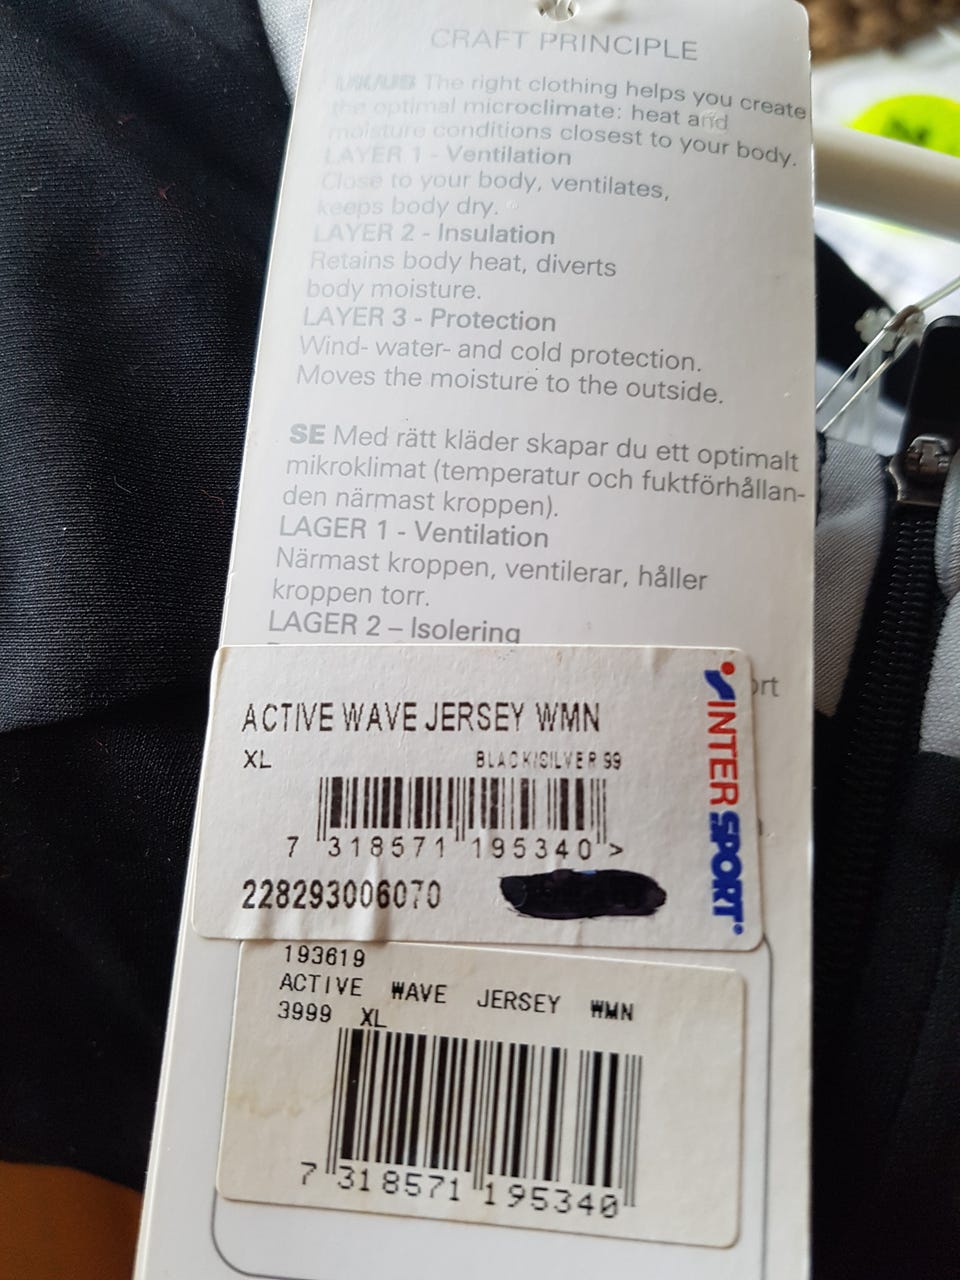 CRAFT PRINCIPLE
UK/US The right clothing helps you create
the optimal microclimate: heat and
moisture conditions closest to your body.
LAYER 1 - Ventilation
Close to your body, ventilates,
keeps body dry.
LAYER 2 - Insulation
Retains body heat, diverts
body moisture.
LAYER 3 - Protection
Wind- water- and cold protection.
Moves the moisture to the outside.
SE Med rätt kläder skapar du ett optimalt
mikroklimat (temperatur och fuktförhållan-
den närmast kroppen).
LAGER 1 - Ventilation
Närmast kroppen, ventilerar, håller
kroppen torr.
LAGER 2 – Isolering
ACTIVE WAVE JERSEY WMN
XL BLACK/SILVER 99
7 318571 195340 >
228293006070
INTERSPORT
193619
ACTIVE WAVE JERSEY WMN
3999 XL
7 318571 195340